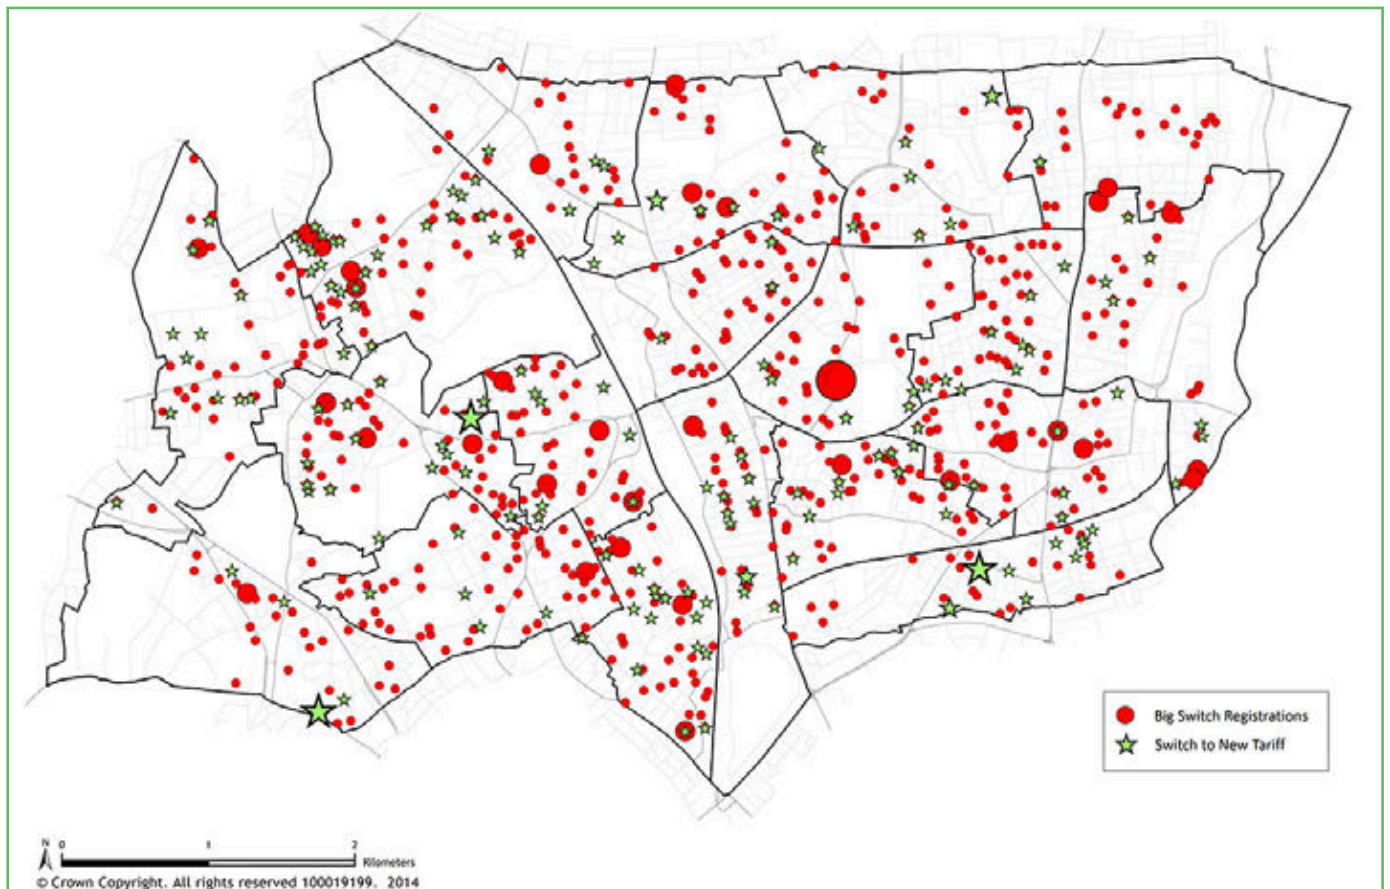 Big Switch Registrations
Switch to New Tariff
N 0 1 2
Kilometers
© Crown Copyright. All rights reserved 100019199. 2014